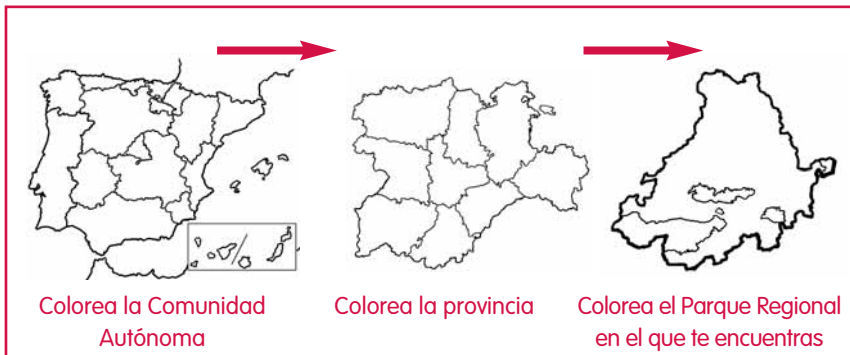 Colorea la Comunidad
Autónoma
Colorea la provincia
Colorea el Parque Regional
en el que te encuentras